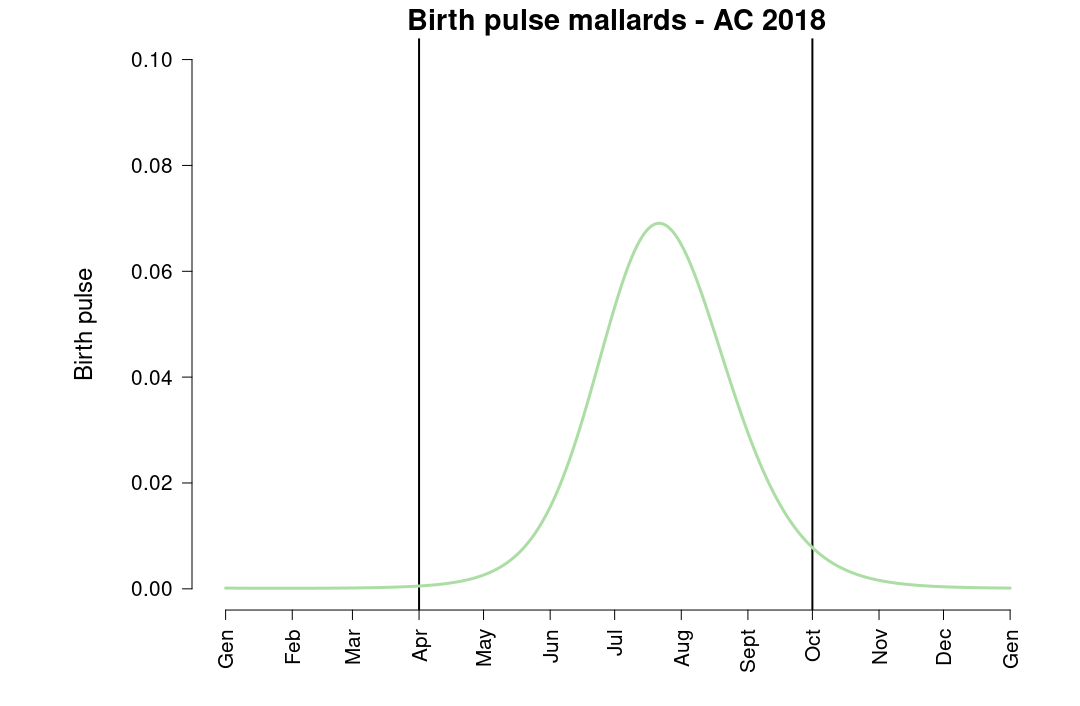 Birth pulse mallards - AC 2018
Birth pulse
0.10
0.08
0.06
0.04
0.02
0.00
Gen
Feb
Mar
Apr
May
Jun
Jul
Aug
Sept
Oct
Nov
Dec
Gen